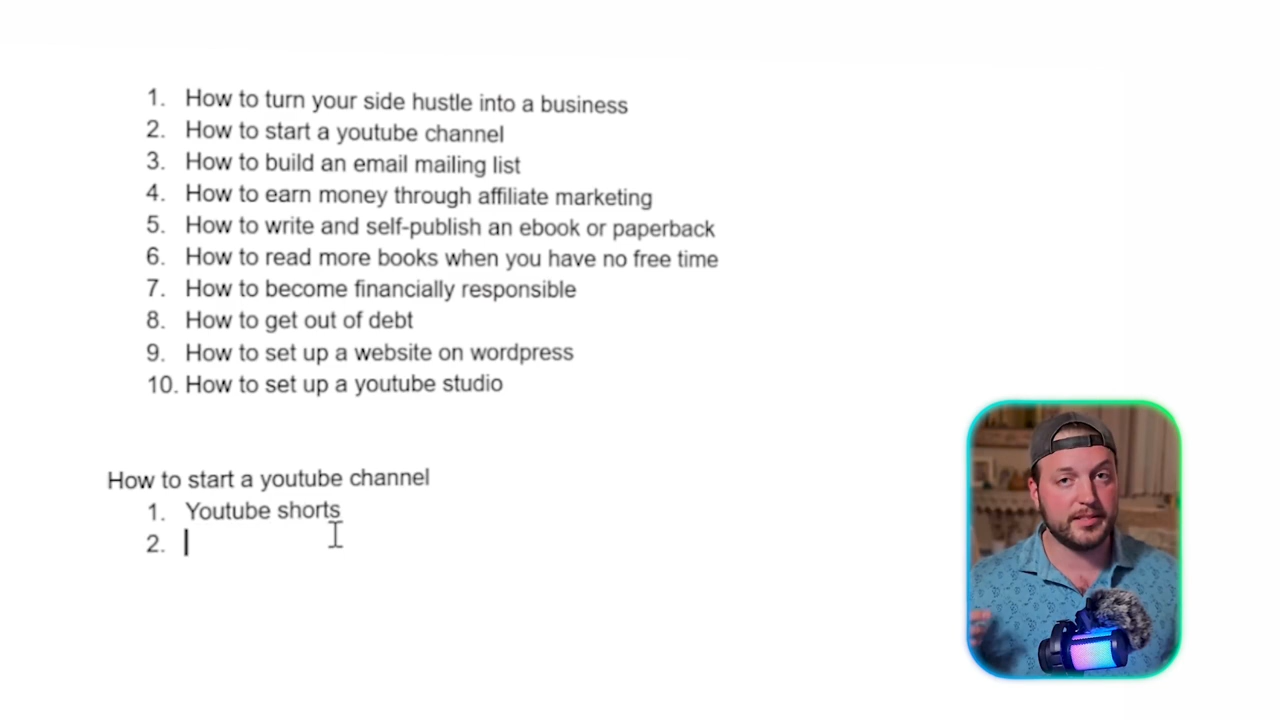 1. How to turn your side hustle into a business
2. How to start a youtube channel
3. How to build an email mailing list
4. How to earn money through affiliate marketing
5. How to write and self-publish an ebook or paperback
6. How to read more books when you have no free time
7. How to become financially responsible
8. How to get out of debt
9. How to set up a website on wordpress
10. How to set up a youtube studio
How to start a youtube channel
1. Youtube shorts
2.